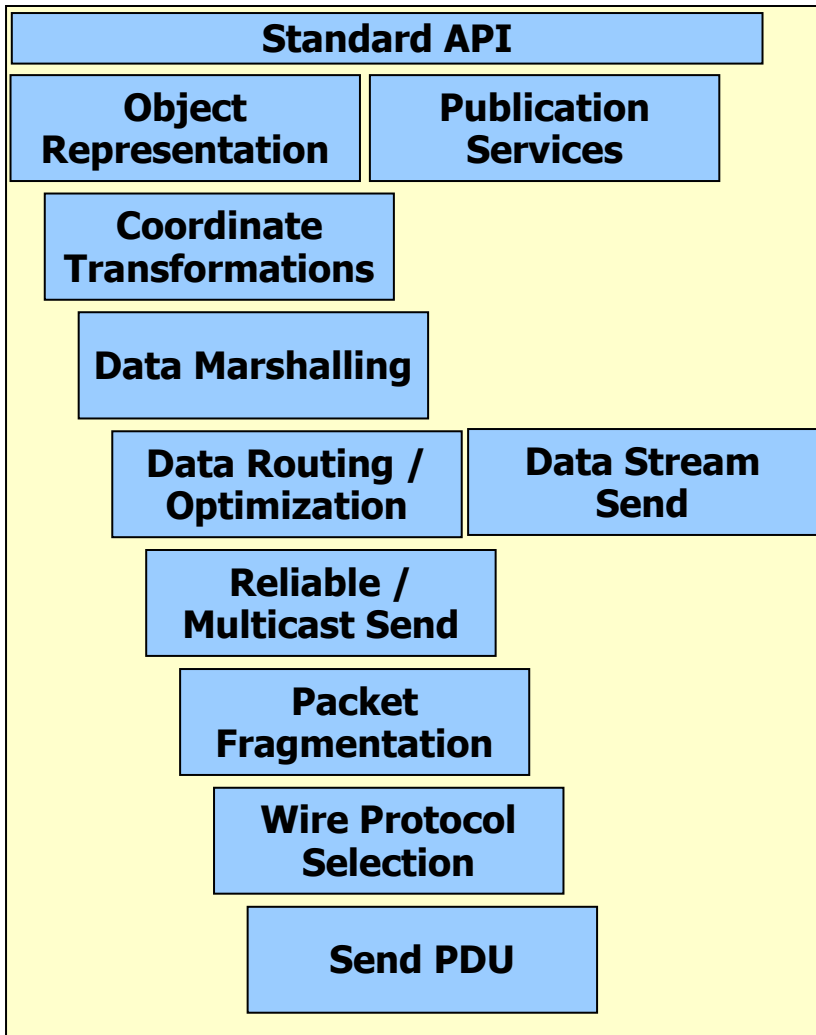 Standard API
Object
Representation
Publication
Services
Coordinate
Transformations
Data Marshalling
Data Routing /
Optimization
Data Stream
Send
Reliable /
Multicast Send
Packet
Fragmentation
Wire Protocol
Selection
Send PDU